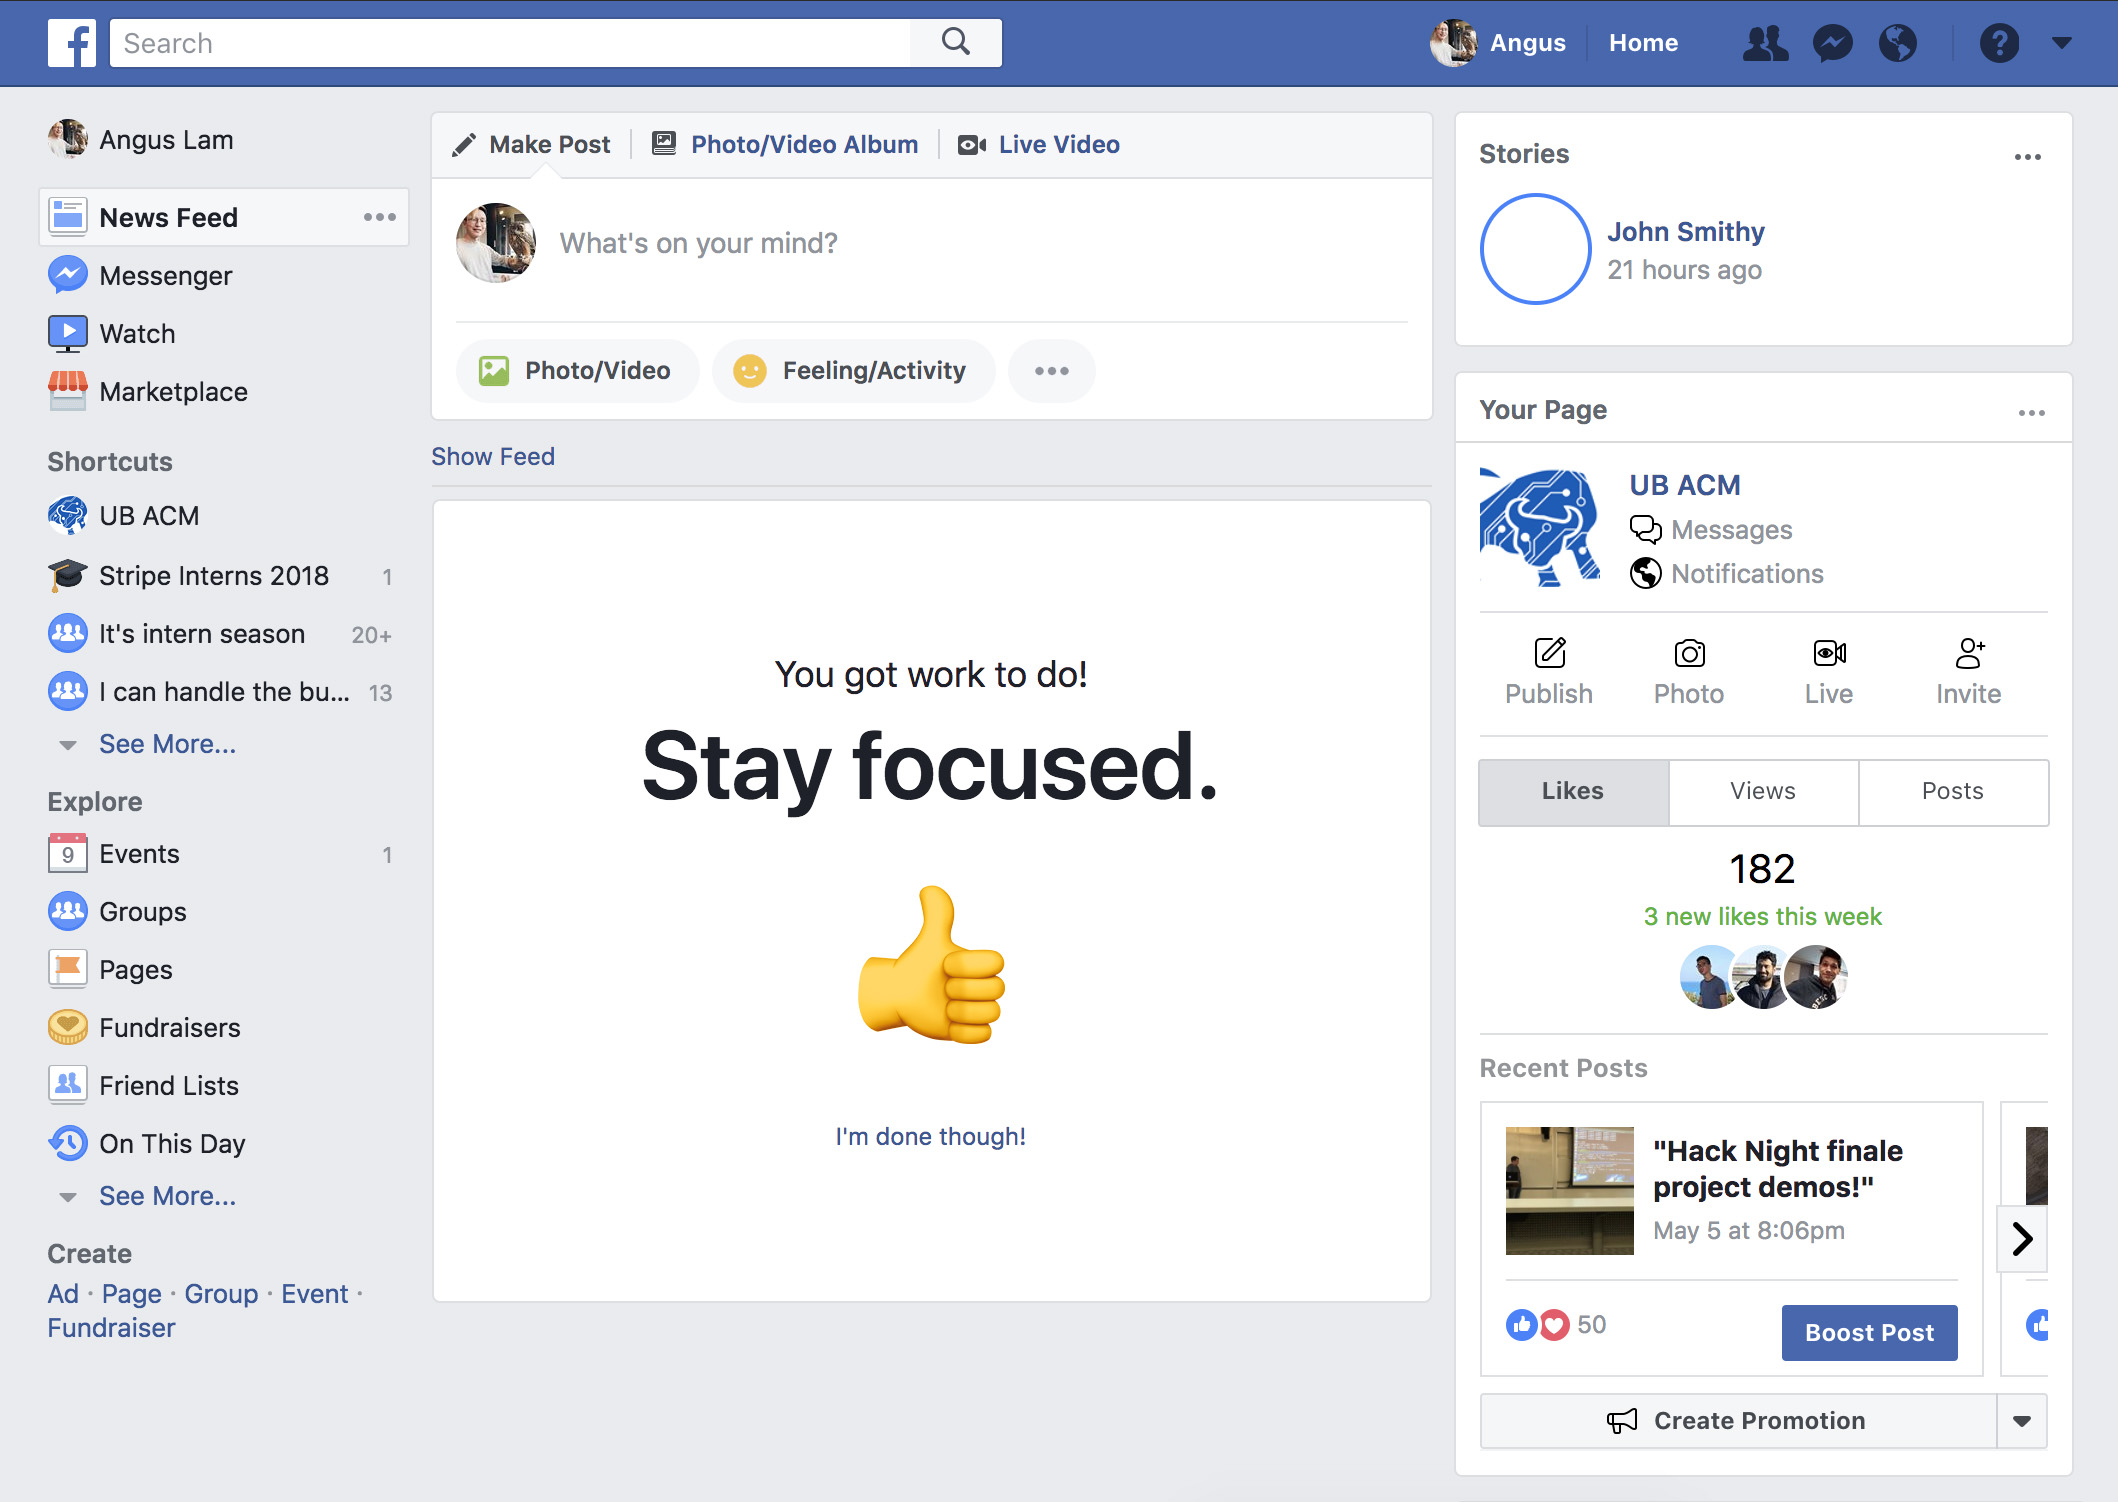 Search
Angus
Home
Angus Lam
News Feed
Messenger
Watch
Marketplace
Shortcuts
UB ACM
Stripe Interns 2018 1
It's intern season 20+
I can handle the bu... 13
See More...
Explore
9
Events 1
Groups
Pages
Fundraisers
Friend Lists
On This Day
See More...
Create
Ad · Page · Group · Event ·
Fundraiser
Make Post
Photo/Video Album
Live Video
What's on your mind?
Photo/Video
Feeling/Activity
Show Feed
You got work to do!
Stay focused.
I'm done though!
Stories
John Smithy
21 hours ago
Your Page
UB ACM
Messages
Notifications
Publish
Photo
Live
Invite
Likes
Views
Posts
182
3 new likes this week
Recent Posts
"Hack Night finale
project demos!"
May 5 at 8:06pm
50
Boost Post
Create Promotion